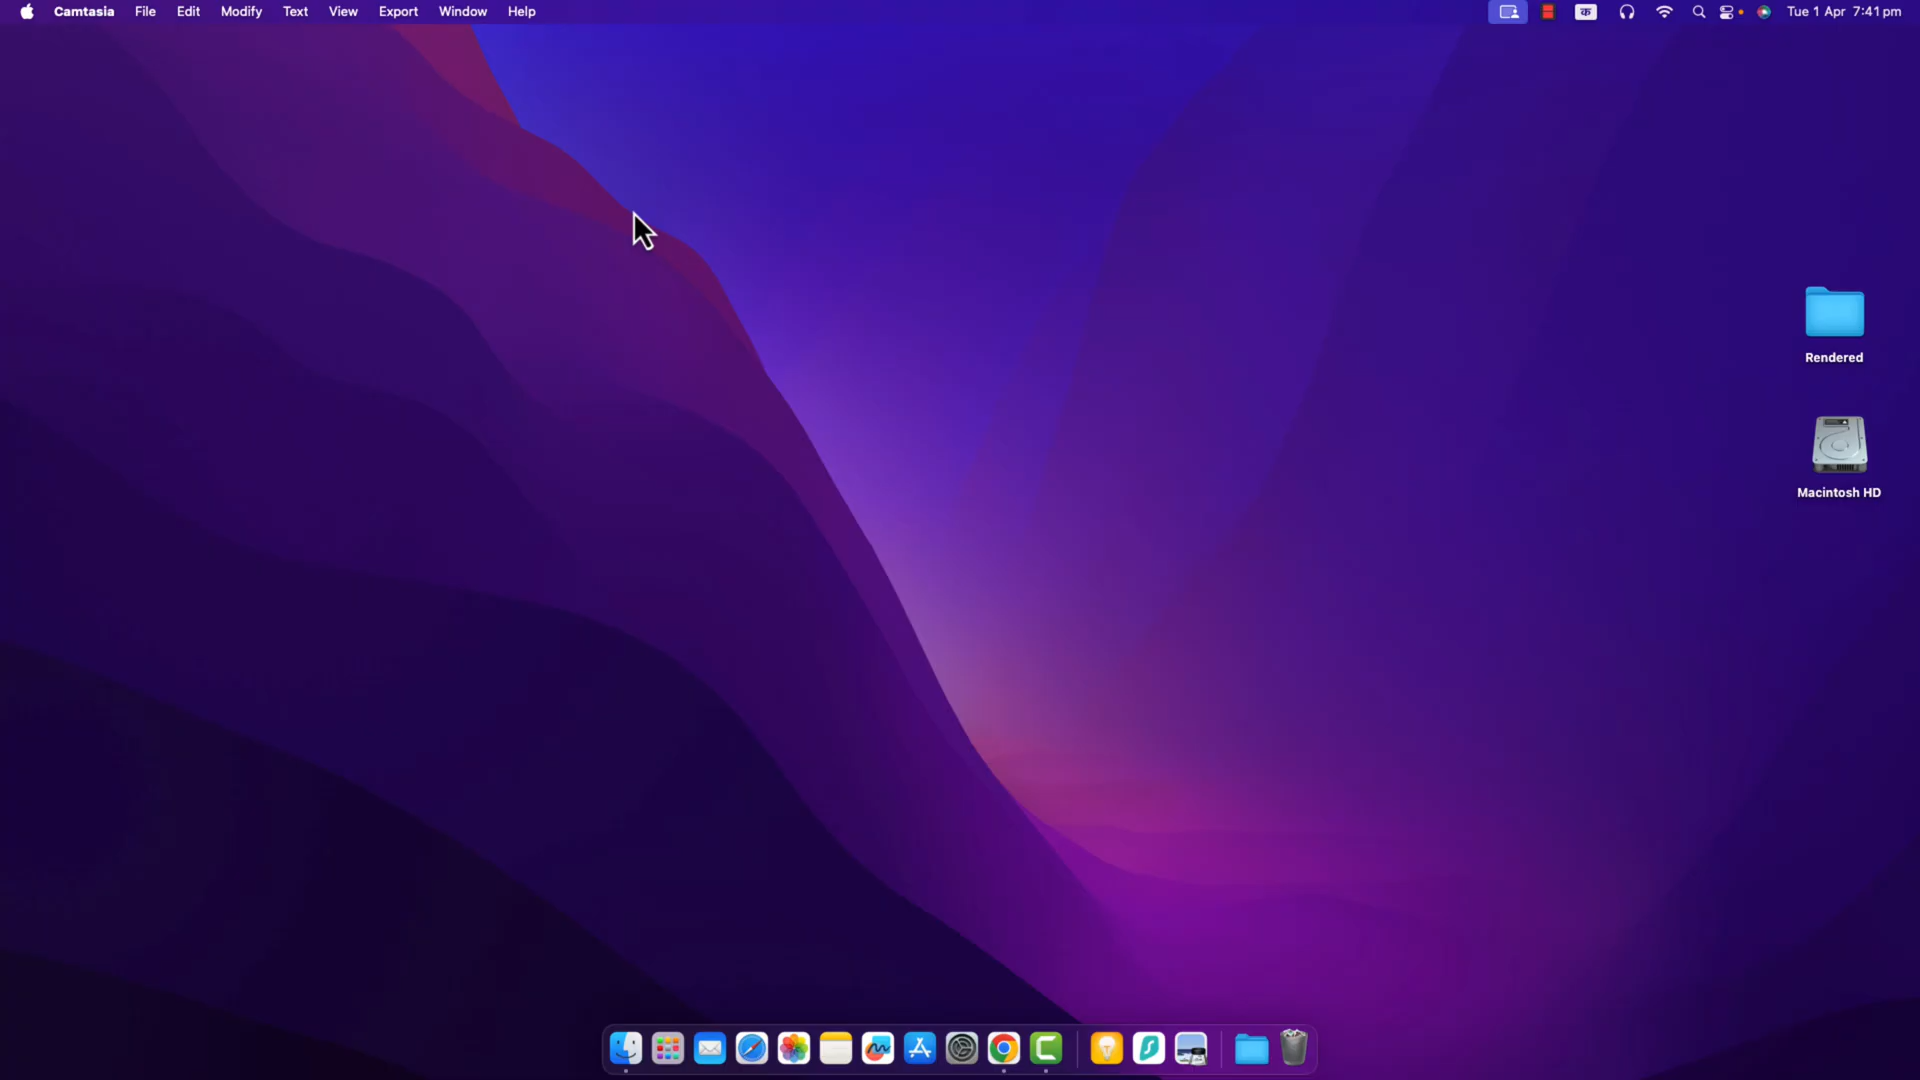 Camtasia File Edit Modify Text View Export Window Help क Tue 1 Apr 7:41 pm
Rendered
Macintosh HD